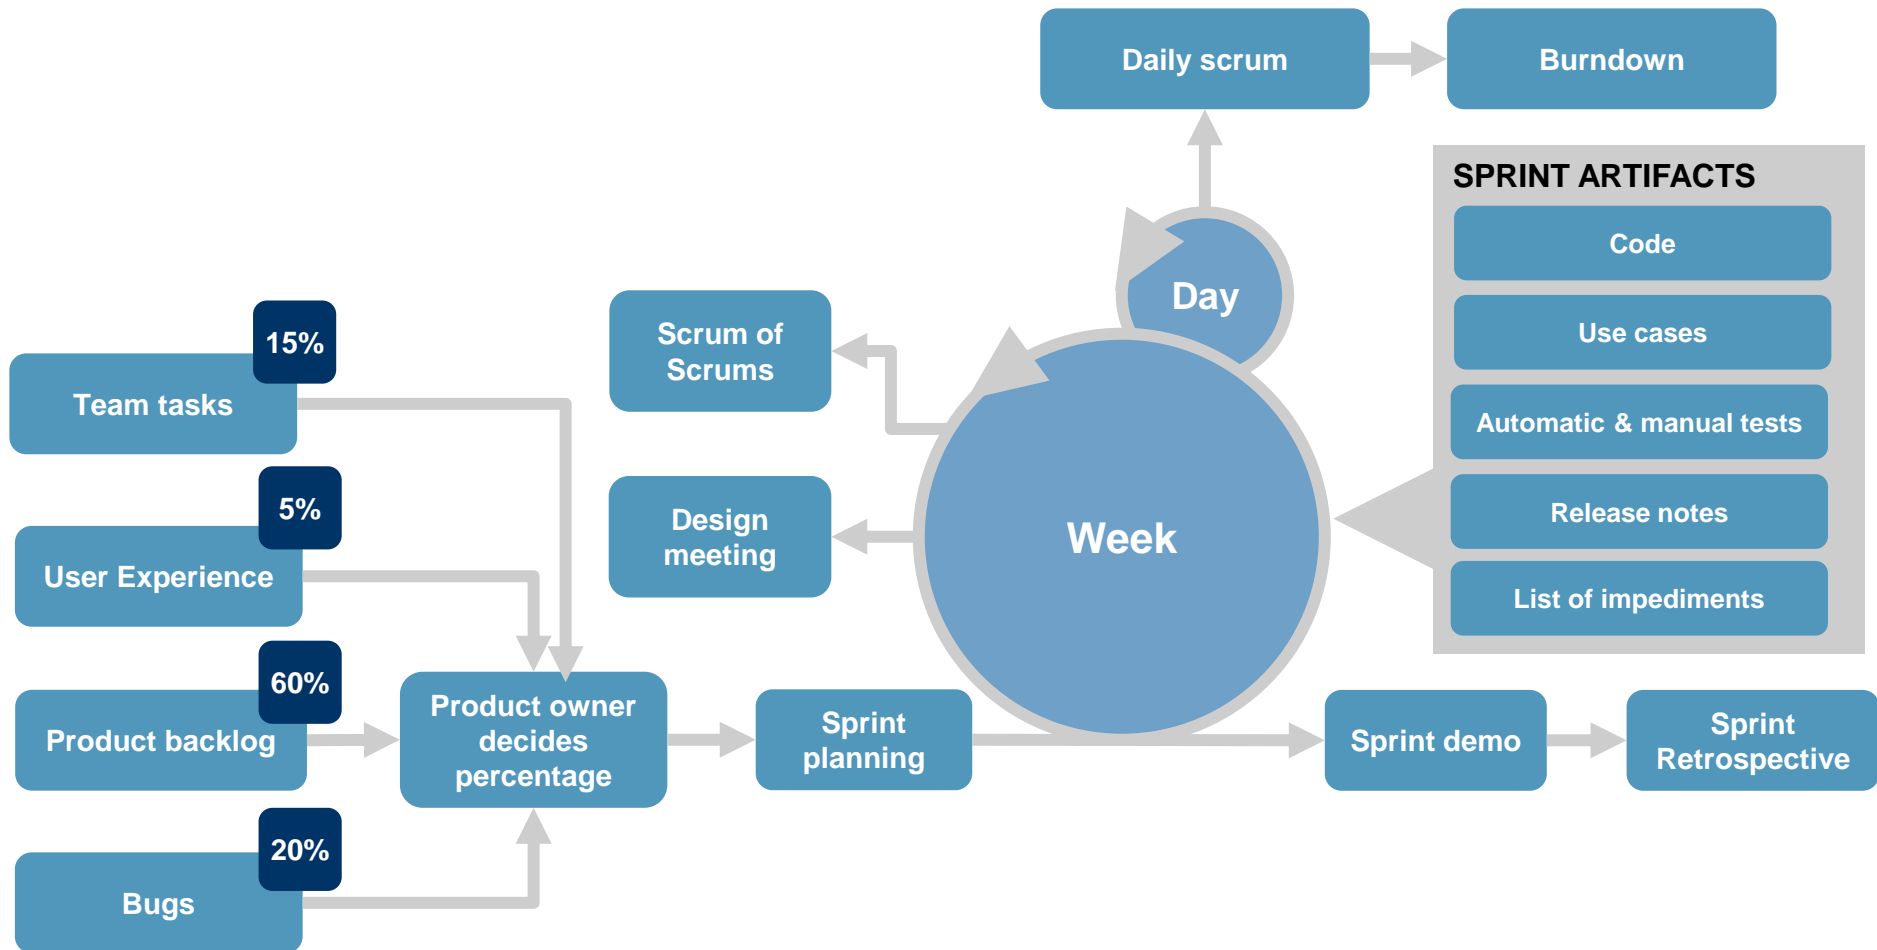 Daily scrum
Burndown
SPRINT ARTIFACTS
Code
Use cases
Automatic & manual tests
Release notes
List of impediments
Day
Week
Scrum of
Scrums
Design
meeting
15%
Team tasks
5%
User Experience
60%
Product backlog
20%
Bugs
Product owner
decides
percentage
Sprint
planning
Sprint demo
Sprint
Retrospective